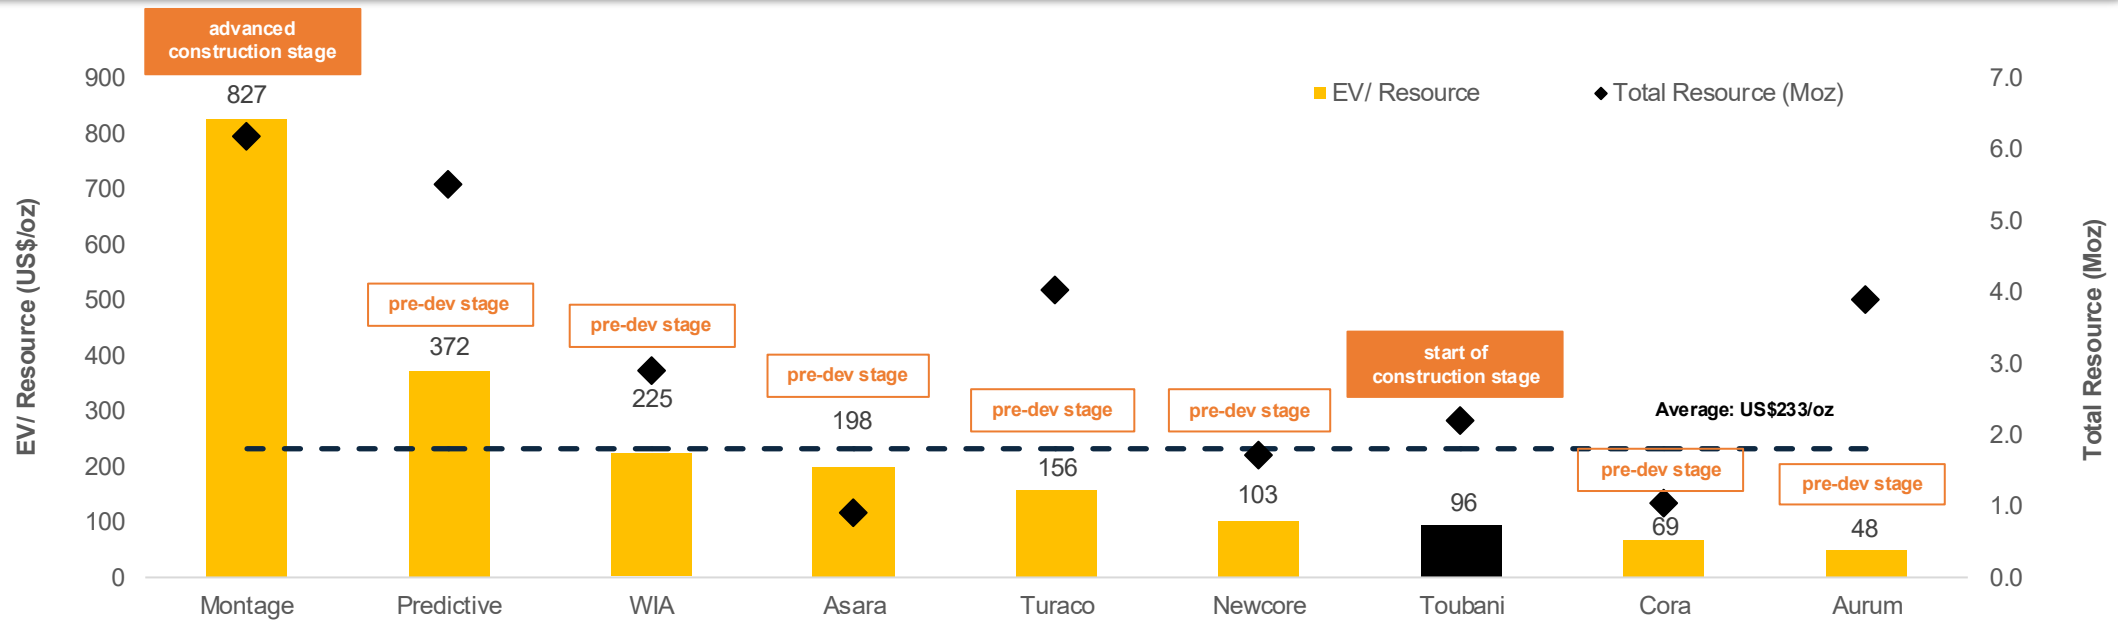 advanced
construction stage
900
800
700
600
500
400
300
200
100
0
EV/ Resource (US$/oz)
EV/ Resource
Total Resource (Moz)
7.0
6.0
5.0
4.0
3.0
2.0
1.0
0.0
Total Resource (Moz)
827
pre-dev stage
372
pre-dev stage
225
pre-dev stage
198
pre-dev stage
156
pre-dev stage
103
start of
construction stage
96
Average: US$233/oz
pre-dev stage
69
pre-dev stage
48
Montage
Predictive
WIA
Asara
Turaco
Newcore
Toubani
Cora
Aurum